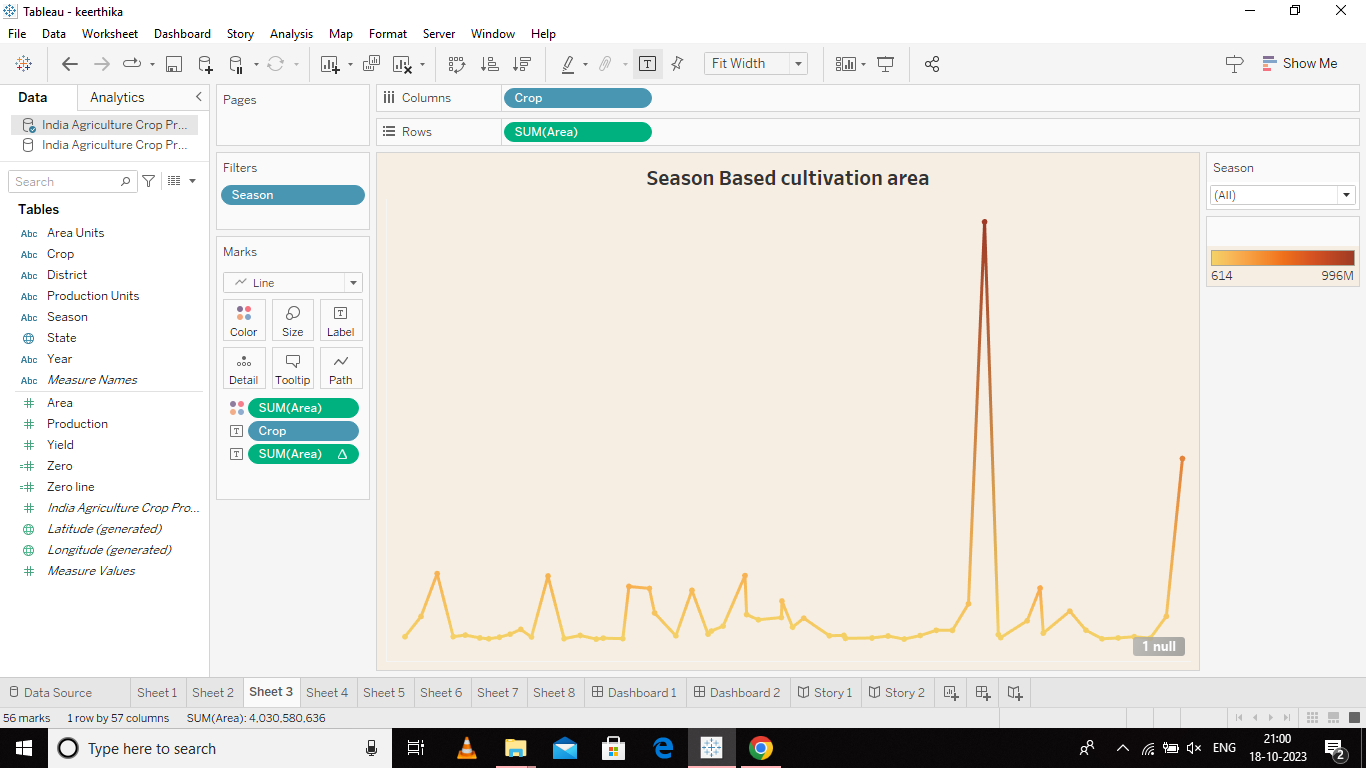 Tableau - keerthika
File Data Worksheet Dashboard Story Analysis Map Format Server Window Help
Fit Width
Show Me
Data Analytics
India Agriculture Crop Pr...
India Agriculture Crop Pr...
Search
Tables
Abc Area Units
Abc Crop
Abc District
Abc Production Units
Abc Season
State
Abc Year
Abc Measure Names
# Area
# Production
# Yield
=# Zero
=# Zero line
# India Agriculture Crop Pro...
Latitude (generated)
Longitude (generated)
# Measure Values
Pages
Filters
Season
Marks
Line
Color Size Label
Detail Tooltip Path
SUM(Area)
Crop
SUM(Area) Δ
Columns Crop
Rows SUM(Area)
Season Based cultivation area
1 null
Season
(All)
614 996M
Data Source Sheet 1 Sheet 2 Sheet 3 Sheet 4 Sheet 5 Sheet 6 Sheet 7 Sheet 8 Dashboard 1 Dashboard 2 Story 1 Story 2
56 marks 1 row by 57 columns SUM(Area): 4,030,580,636
Type here to search
ENG
21:00
18-10-2023
2